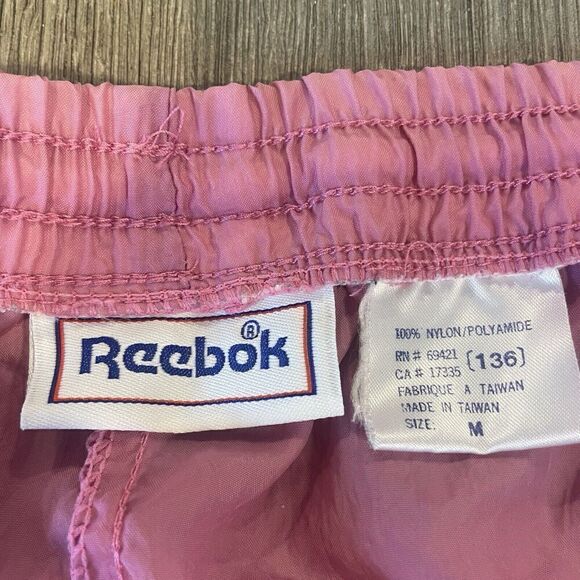 Reebok®
100% NYLON/POLYAMIDE
RN # 69421 [136]
CA # 17335
FABRIQUE A TAIWAN
MADE IN TAIWAN
SIZE: M